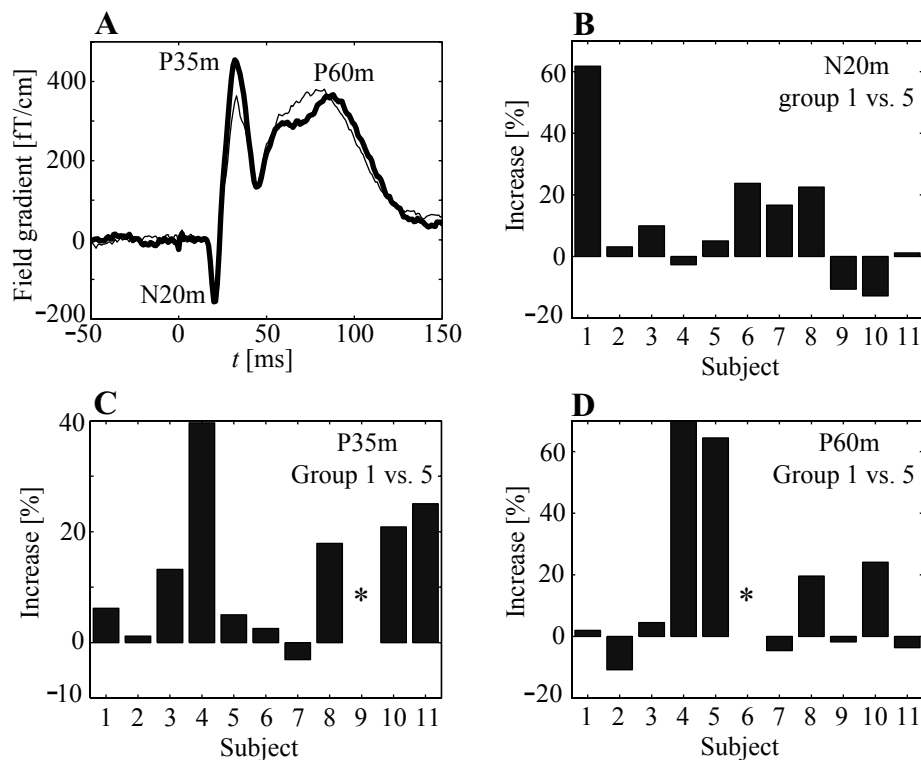 A
P35m
P60m
N20m
Field gradient [fT/cm]
400
200
0
−200
−50
0
50
100
150
t [ms]
B
N20m
group 1 vs. 5
Increase [%]
60
40
20
0
−20
1 2 3 4 5 6 7 8 9 10 11
Subject
C
P35m
Group 1 vs. 5
Increase [%]
40
20
0
−10
*
1 2 3 4 5 6 7 8 9 10 11
Subject
D
P60m
Group 1 vs. 5
Increase [%]
60
40
20
0
−20
*
1 2 3 4 5 6 7 8 9 10 11
Subject